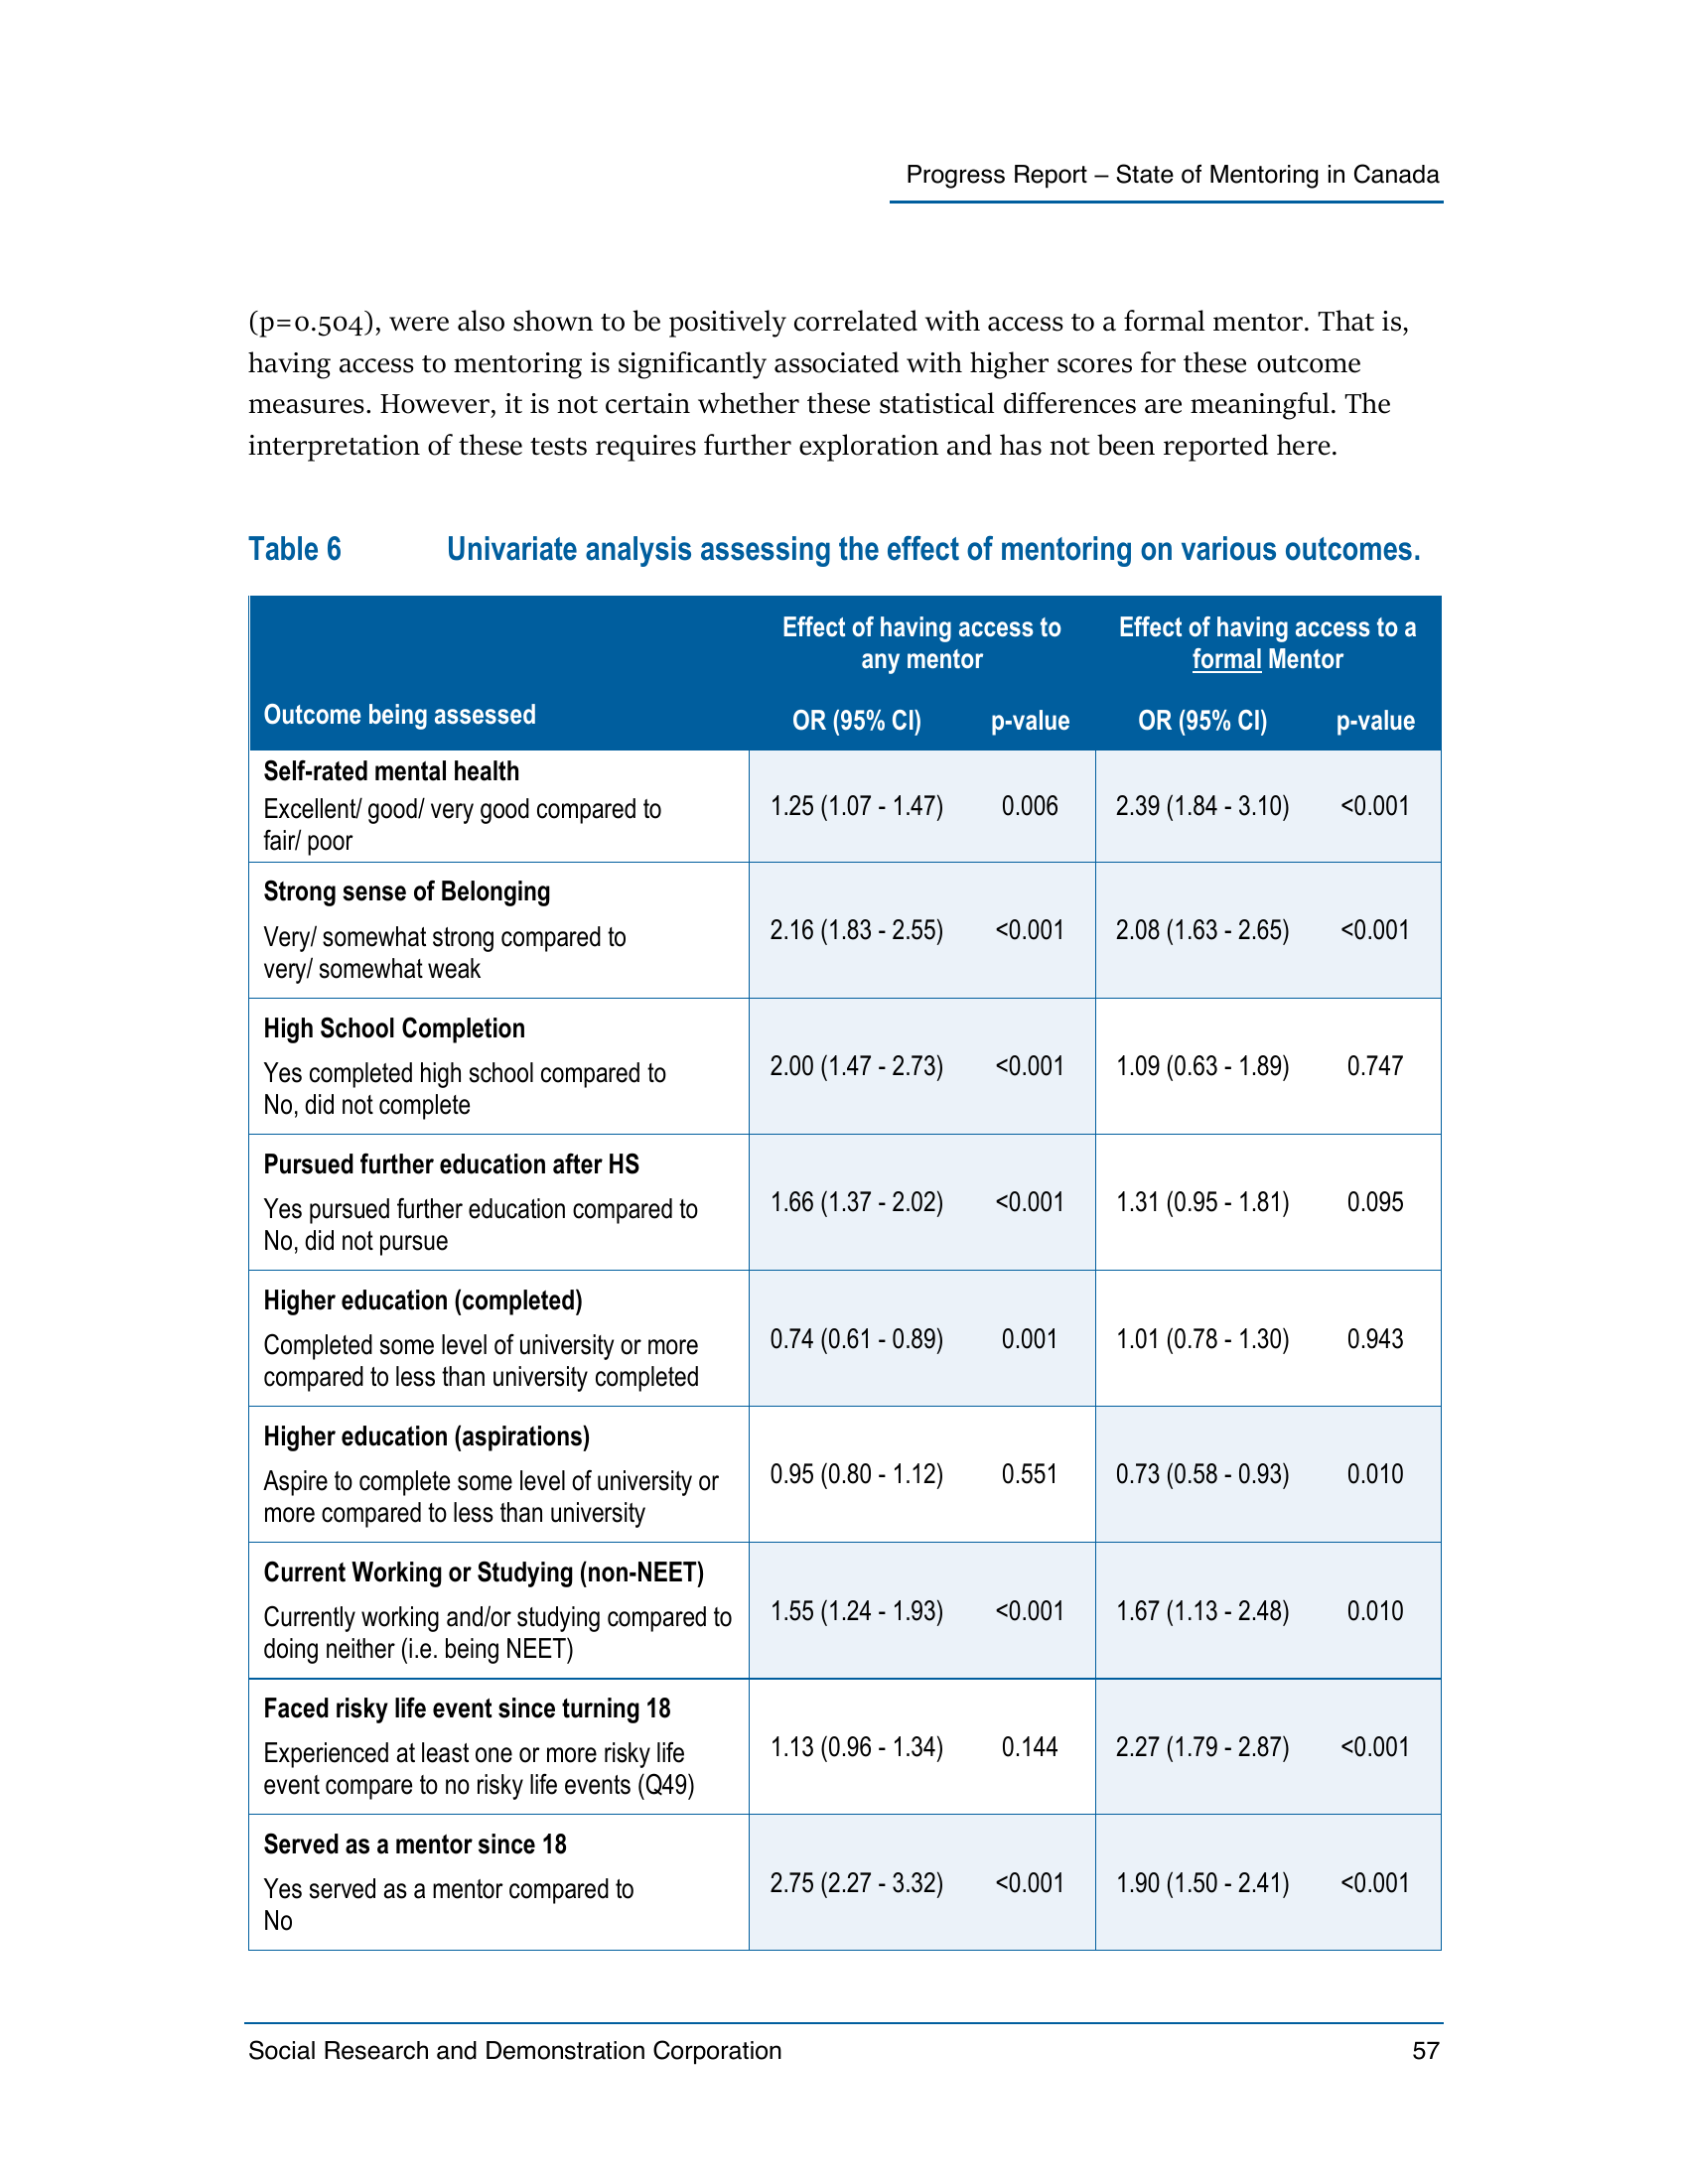 Progress Report – State of Mentoring in Canada
(p=0.504), were also shown to be positively correlated with access to a formal mentor. That is,
having access to mentoring is significantly associated with higher scores for these outcome
measures. However, it is not certain whether these statistical differences are meaningful. The
interpretation of these tests requires further exploration and has not been reported here.
Table 6 Univariate analysis assessing the effect of mentoring on various outcomes.
Effect of having access to
any mentor
Effect of having access to a
formal Mentor
Outcome being assessed
OR (95% CI) p-value OR (95% CI) p-value
Self-rated mental health
Excellent/ good/ very good compared to
fair/ poor
1.25 (1.07 - 1.47) 0.006 2.39 (1.84 - 3.10) <0.001
Strong sense of Belonging
Very/ somewhat strong compared to
very/ somewhat weak
2.16 (1.83 - 2.55) <0.001 2.08 (1.63 - 2.65) <0.001
High School Completion
Yes completed high school compared to
No, did not complete
2.00 (1.47 - 2.73) <0.001 1.09 (0.63 - 1.89) 0.747
Pursued further education after HS
Yes pursued further education compared to
No, did not pursue
1.66 (1.37 - 2.02) <0.001 1.31 (0.95 - 1.81) 0.095
Higher education (completed)
Completed some level of university or more
compared to less than university completed
0.74 (0.61 - 0.89) 0.001 1.01 (0.78 - 1.30) 0.943
Higher education (aspirations)
Aspire to complete some level of university or
more compared to less than university
0.95 (0.80 - 1.12) 0.551 0.73 (0.58 - 0.93) 0.010
Current Working or Studying (non-NEET)
Currently working and/or studying compared to
doing neither (i.e. being NEET)
1.55 (1.24 - 1.93) <0.001 1.67 (1.13 - 2.48) 0.010
Faced risky life event since turning 18
Experienced at least one or more risky life
event compare to no risky life events (Q49)
1.13 (0.96 - 1.34) 0.144 2.27 (1.79 - 2.87) <0.001
Served as a mentor since 18
Yes served as a mentor compared to
No
2.75 (2.27 - 3.32) <0.001 1.90 (1.50 - 2.41) <0.001
Social Research and Demonstration Corporation 57